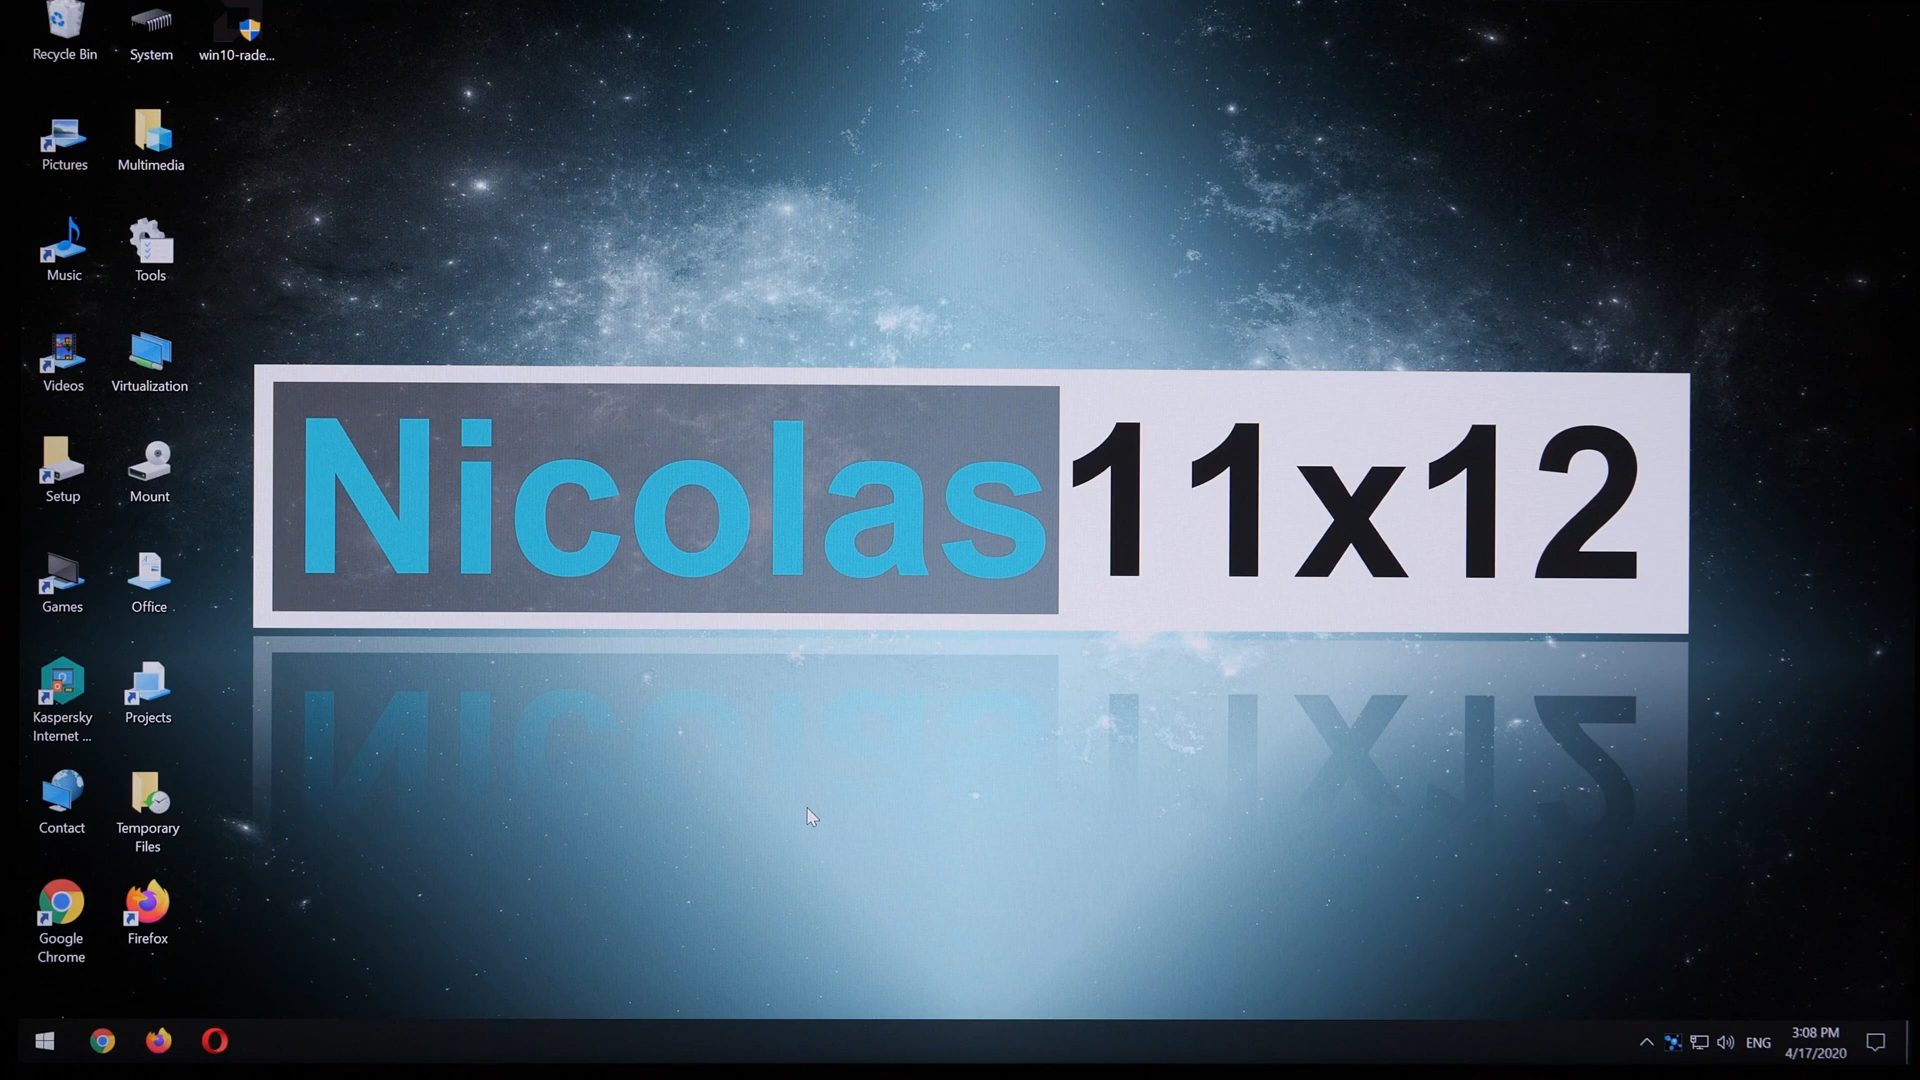 Recycle Bin
System
win10-rade...
Pictures
Multimedia
Music
Tools
Videos
Virtualization
Setup
Mount
Games
Office
Kaspersky
Internet ...
Projects
Contact
Temporary
Files
Google
Chrome
Firefox
Nicolas11x12
ENG
3:08 PM
4/17/2020